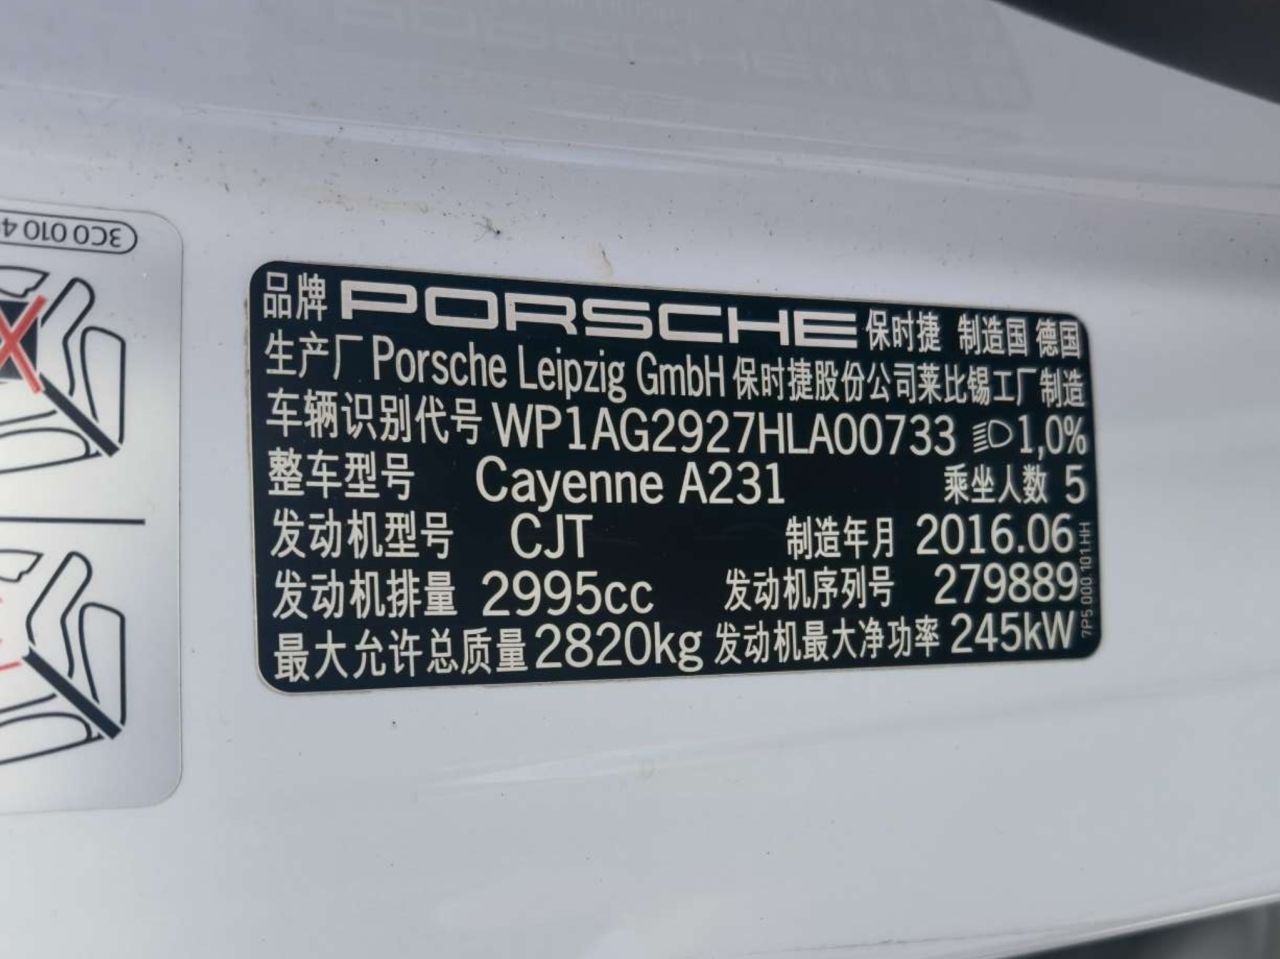 3C0 010 4
品牌 PORSCHE 保时捷 制造国 德国
生产厂 Porsche Leipzig GmbH 保时捷股份公司莱比锡工厂制造
车辆识别代号 WP1AG2927HLA00733 1,0%
整车型号 Cayenne A231 乘坐人数 5
发动机型号 CJT 制造年月 2016.06
发动机排量 2995cc 发动机序列号 279889
最大允许总质量 2820kg 发动机最大净功率 245kW
7P5.000.101.HH